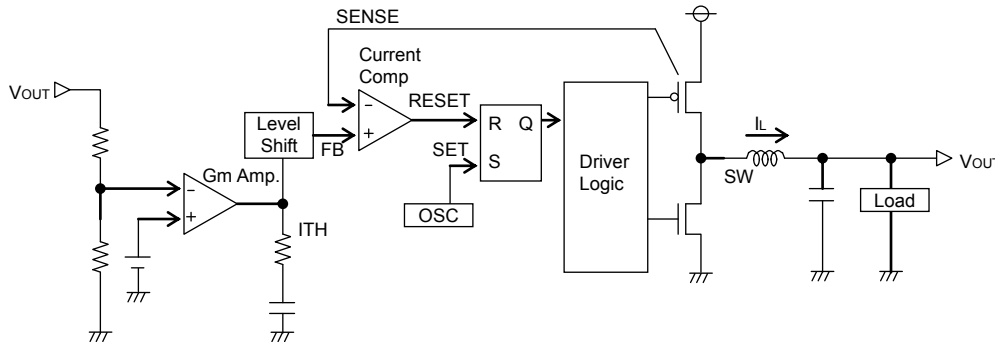 SENSE
Current
Comp
VOUT
RESET
-
+
Level
Shift
FB
R Q
S
SET
IL
VOUT
Driver
Logic
SW
Gm Amp.
-
+
OSC
Load
ITH